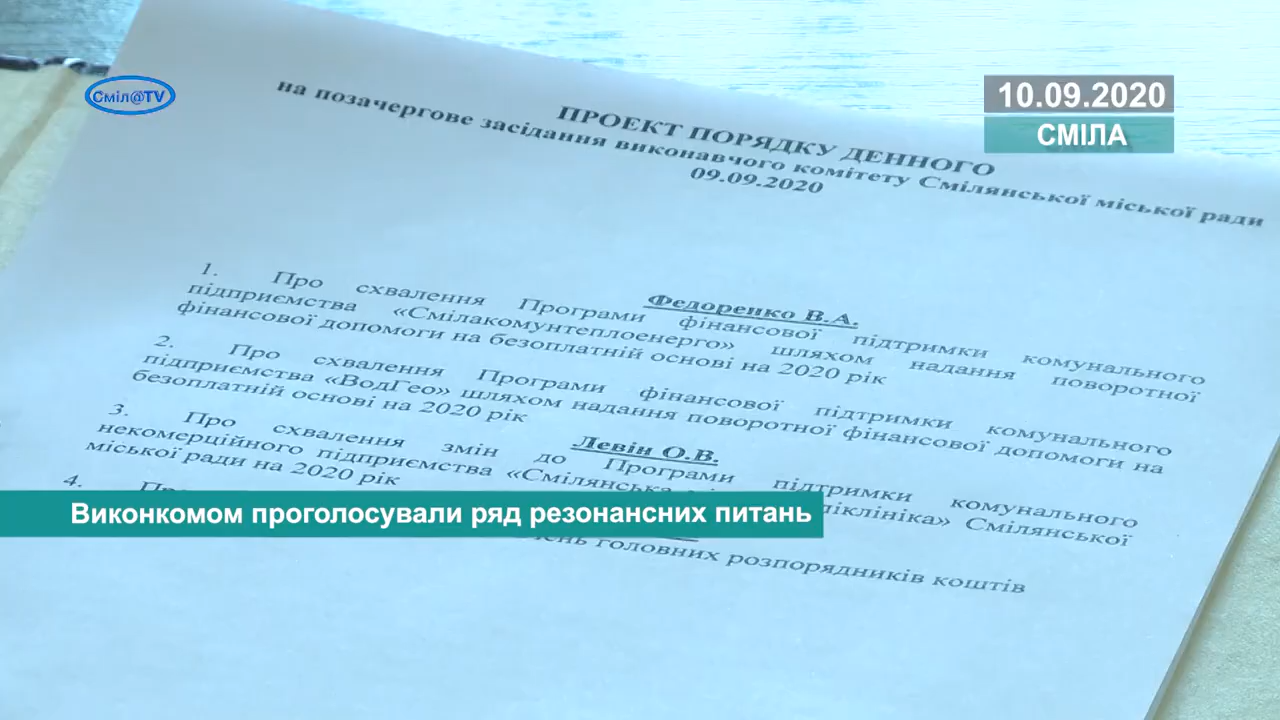 Сміл@TV
10.09.2020
СМІЛА
ПРОЕКТ ПОРЯДКУ ДЕННОГО
на позачергове засідання виконавчого комітету Смілянської міської ради
09.09.2020
Федоренко В.А.
1. Про схвалення Програми фінансової підтримки комунального
підприємства «Смілакомунтеплоенерго» шляхом надання поворотної
фінансової допомоги на безоплатній основі на 2020 рік
2. Про схвалення Програми фінансової підтримки комунального
підприємства «ВодГео» шляхом надання поворотної фінансової допомоги на
безоплатній основі на 2020 рік
Левін О.В.
3. Про схвалення змін до Програми підтримки комунального
некомерційного підприємства «Смілянська Смілянської
міської ради на 2020 рік
4.
головних розпорядників коштів
Виконкомом проголосували ряд резонансних питань